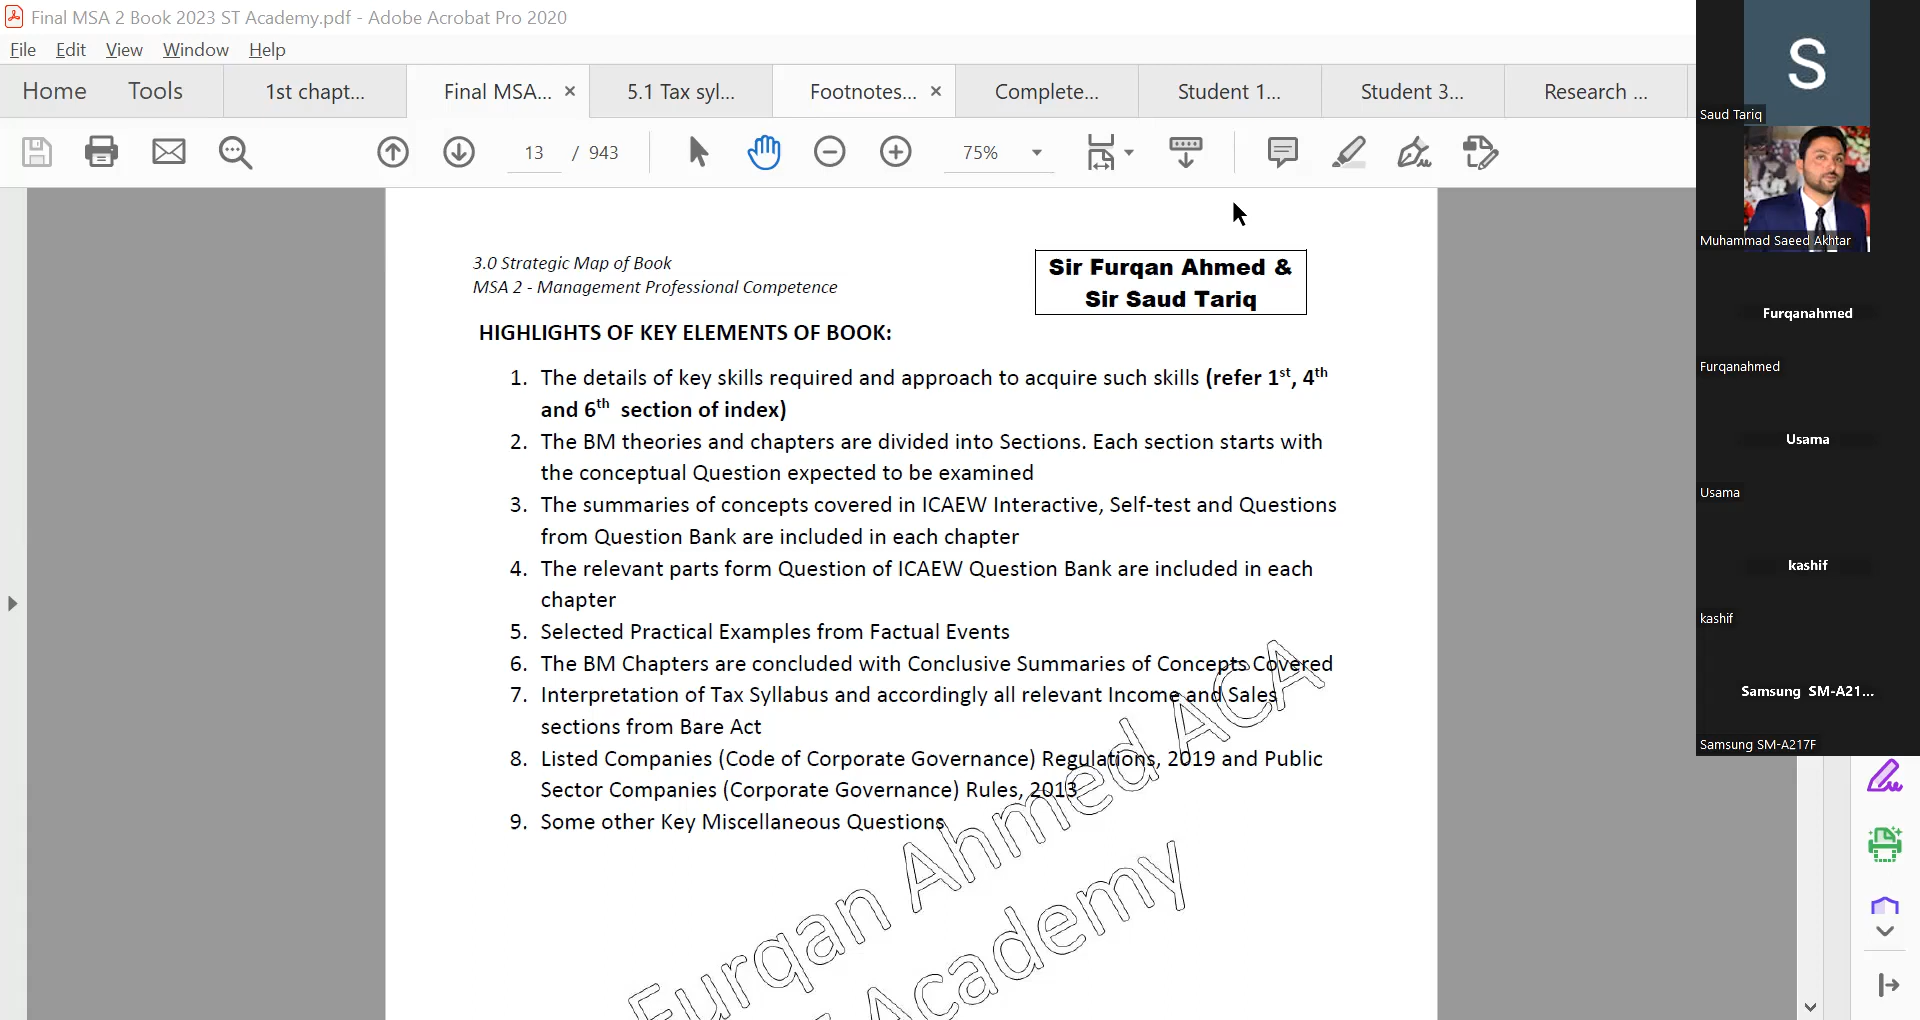 Final MSA 2 Book 2023 ST Academy.pdf - Adobe Acrobat Pro 2020
File Edit View Window Help
Home Tools 1st chapt... Final MSA... × 5.1 Tax syl... Footnotes... × Complete... Student 1... Student 3... Research ...
13 / 943 75%
3.0 Strategic Map of Book
MSA 2 - Management Professional Competence
Sir Furqan Ahmed &
Sir Saud Tariq
HIGHLIGHTS OF KEY ELEMENTS OF BOOK:
1. The details of key skills required and approach to acquire such skills (refer 1st, 4th
and 6th section of index)
2. The BM theories and chapters are divided into Sections. Each section starts with
the conceptual Question expected to be examined
3. The summaries of concepts covered in ICAEW Interactive, Self-test and Questions
from Question Bank are included in each chapter
4. The relevant parts form Question of ICAEW Question Bank are included in each
chapter
5. Selected Practical Examples from Factual Events
6. The BM Chapters are concluded with Conclusive Summaries of Concepts Covered
7. Interpretation of Tax Syllabus and accordingly all relevant Income and Sales
sections from Bare Act
8. Listed Companies (Code of Corporate Governance) Regulations, 2019 and Public
Sector Companies (Corporate Governance) Rules, 2013
9. Some other Key Miscellaneous Questions
Furqan Ahmed ACA
Academy
S
Saud Tariq
Muhammad Saeed Akhtar
Furqanahmed
Furqanahmed
Usama
Usama
kashif
kashif
Samsung SM-A21...
Samsung SM-A217F